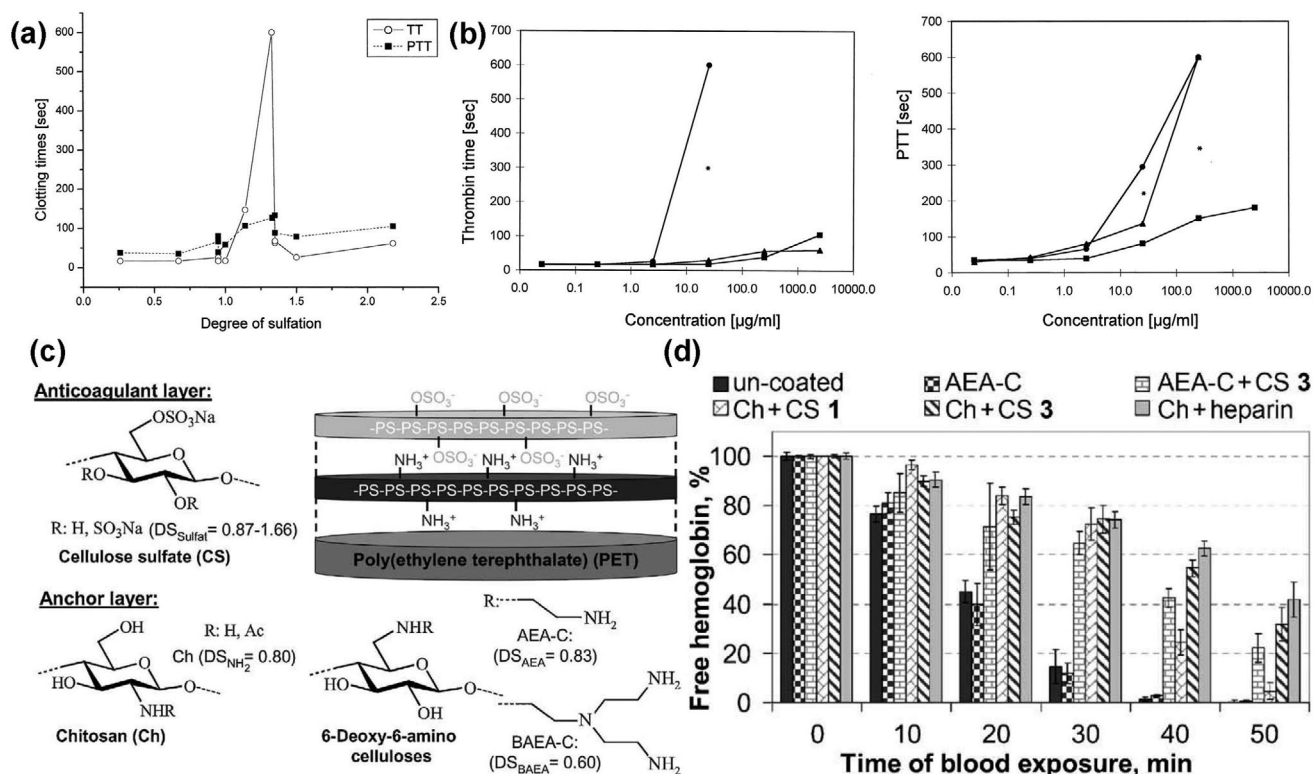 (a)
600
500
400
300
200
100
0
Clotting times [sec]
TT
PTT
0.0 0.5 1.0 1.5 2.0 2.5
Degree of sulfation
(b)
700
600
500
400
300
200
100
0
Thrombin time [sec]
*
0.0 0.1 1.0 10.0 100.0 1000.0 10000.0
Concentration [µg/ml]
700
600
500
400
300
200
100
0
PTT [sec]
*
*
0.0 0.1 1.0 10.0 100.0 1000.0 10000.0
Concentration [µg/ml]
(c)
Anticoagulant layer:
OSO₃Na
RO
OR
O
O
R: H, SO₃Na (DS_Sulfat= 0.87-1.66)
Cellulose sulfate (CS)
OSO₃⁻ OSO₃⁻ OSO₃⁻
-PS-PS-PS-PS-PS-PS-PS-PS-
NH₃⁺ OSO₃⁻ NH₃⁺ OSO₃⁻ NH₃⁺
-PS-PS-PS-PS-PS-PS-PS-PS-
NH₃⁺ NH₃⁺
Poly(ethylene terephthalate) (PET)
Anchor layer:
OH
O
HO
NHR
O
R: H, Ac
Ch (DS_NH₂= 0.80)
Chitosan (Ch)
NHR
O
HO
OH
O
6-Deoxy-6-amino
celluloses
R:
NH₂
AEA-C:
(DS_AEA= 0.83)
NH₂
N
NH₂
BAEA-C:
(DS_BAEA= 0.60)
(d)
un-coated AEA-C AEA-C+CS 3
Ch+CS 1 Ch+CS 3 Ch+heparin
100
80
60
40
20
0
Free hemoglobin, %
0 10 20 30 40 50
Time of blood exposure, min